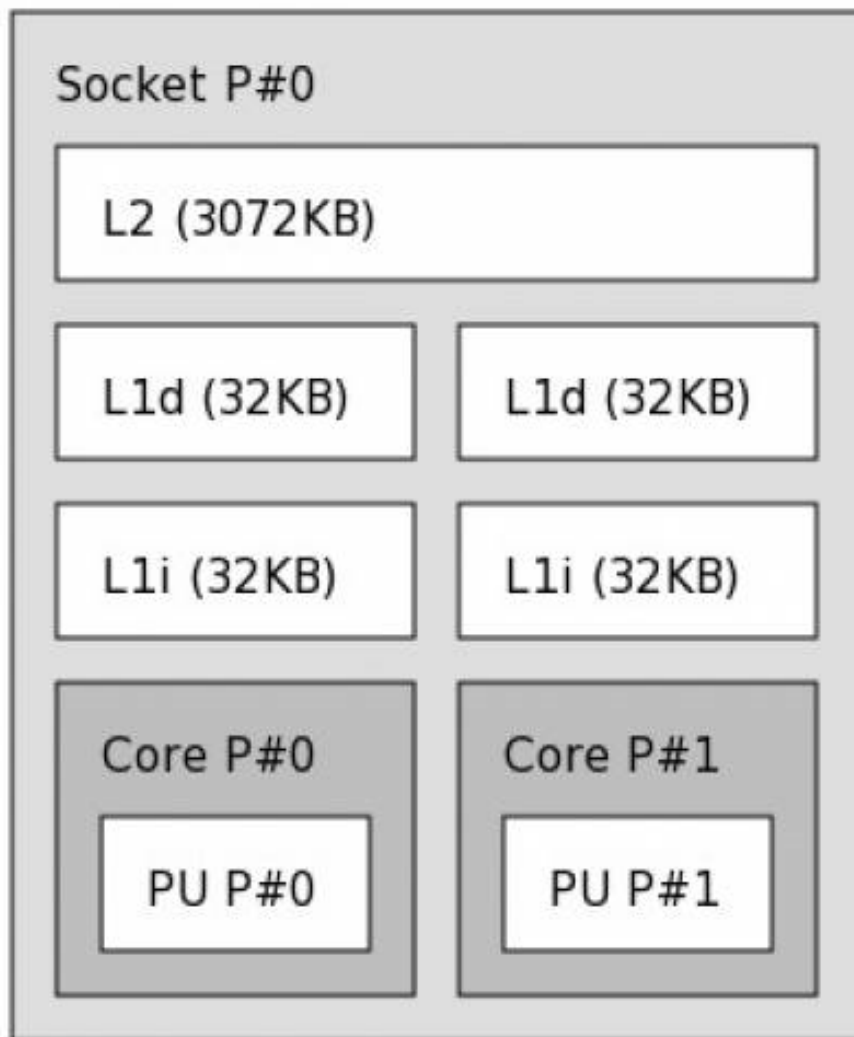 Socket P#0
L2 (3072KB)
L1d (32KB) L1d (32KB)
L1i (32KB) L1i (32KB)
Core P#0 Core P#1
PU P#0 PU P#1